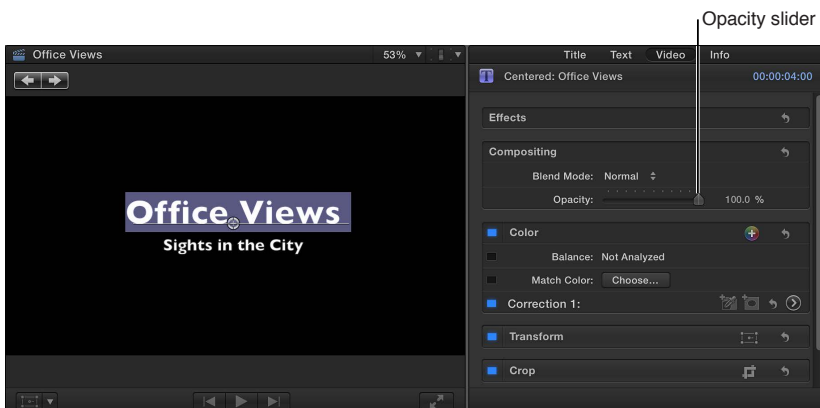 Opacity slider
Office Views 53%
Title Text Video Info
Centered: Office Views 00:00:04:00
Effects
Compositing
Blend Mode: Normal
Opacity: 100.0 %
Color
Balance: Not Analyzed
Match Color: Choose...
Correction 1:
Transform
Crop
Office Views
Sights in the City